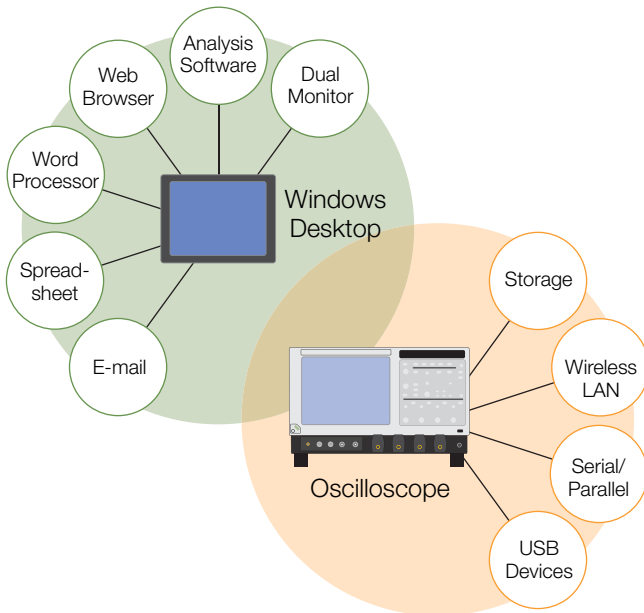 Analysis
Software
Web
Browser
Dual
Monitor
Word
Processor
Windows
Desktop
Spread-
sheet
E-mail
Storage
Wireless
LAN
Serial/
Parallel
Oscilloscope
USB
Devices